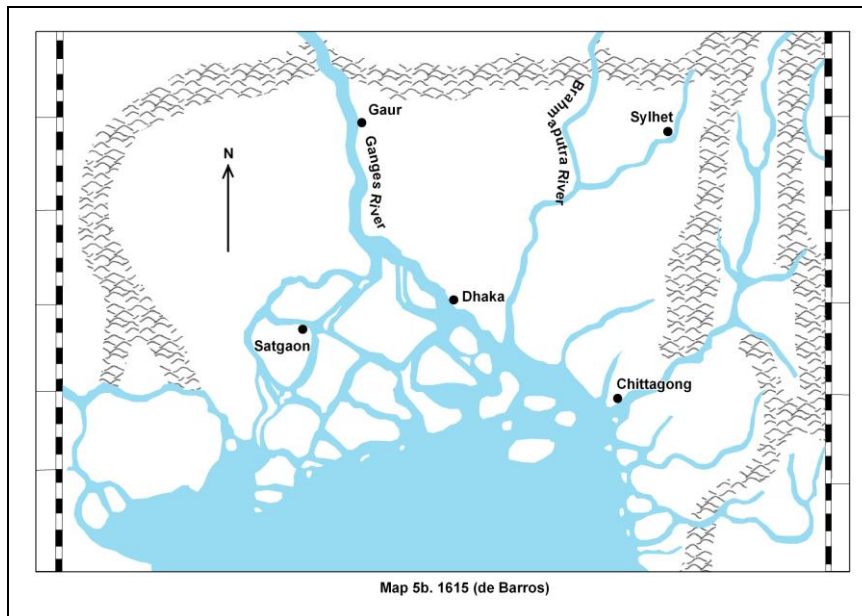 Gaur
Brahmaputra River
Sylhet
N
Ganges River
Dhaka
Satgaon
Chittagong
Map 5b. 1615 (de Barros)